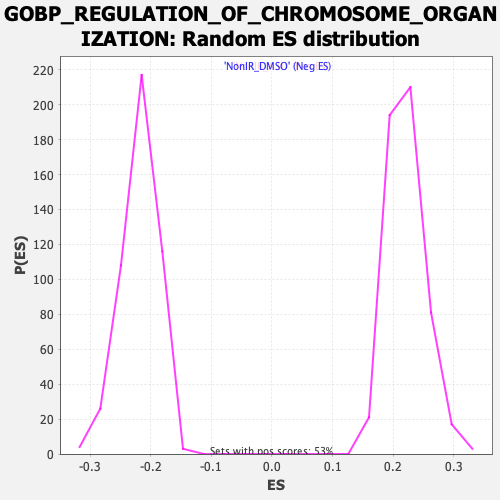 GOBP_REGULATION_OF_CHROMOSOME_ORGAN
IZATION: Random ES distribution
'NonIR_DMSO' (Neg ES)
220
200
180
160
140
120
100
80
60
40
20
0
P(ES)
Sets with pos scores: 53%
-0.3 -0.2 -0.1 0.0 0.1 0.2 0.3
ES